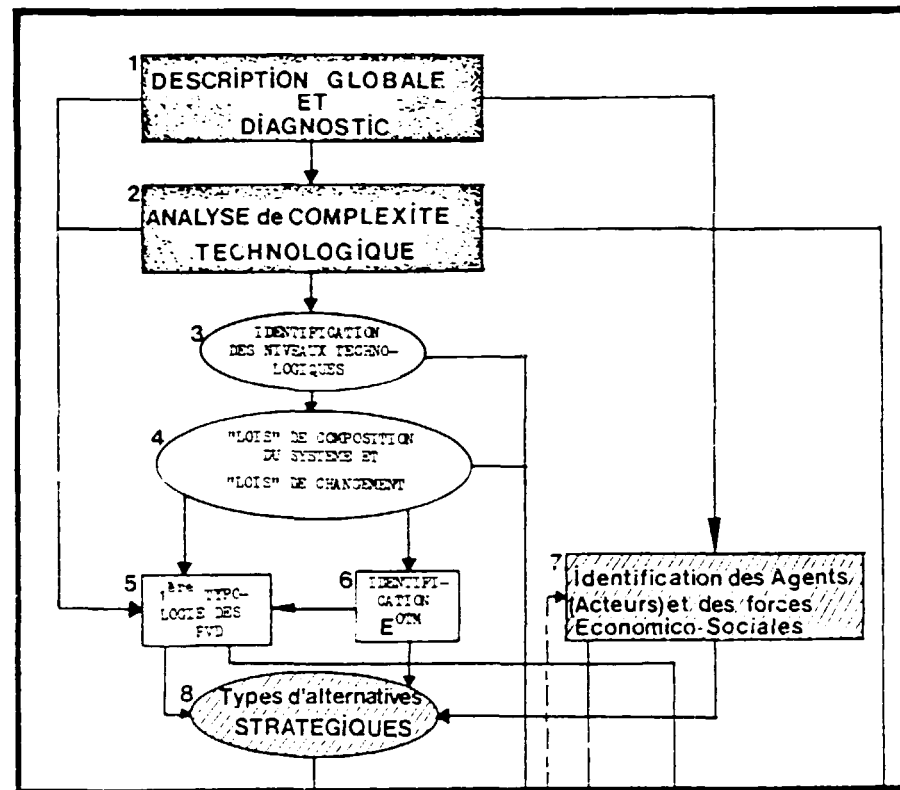 1
DESCRIPTION GLOBALE
ET
DIAGNOSTIC
2
ANALYSE de COMPLEXITE
TECHNOLOGIQUE
3
IDENTIFICATION
DES NIVEAUX TECHNO-
LOGIQUES
4
"LOIS" DE COMPOSITION
DU SYSTEME ET
"LOIS" DE CHANGEMENT
5
1ère TYPO-
LOGIE DES
PVD
6
IDENTIFI-
CATION
E OTM
7
Identification des Agents
(Acteurs) et des forces
Economico-Sociales
8
Types d'alternatives
STRATEGIQUES